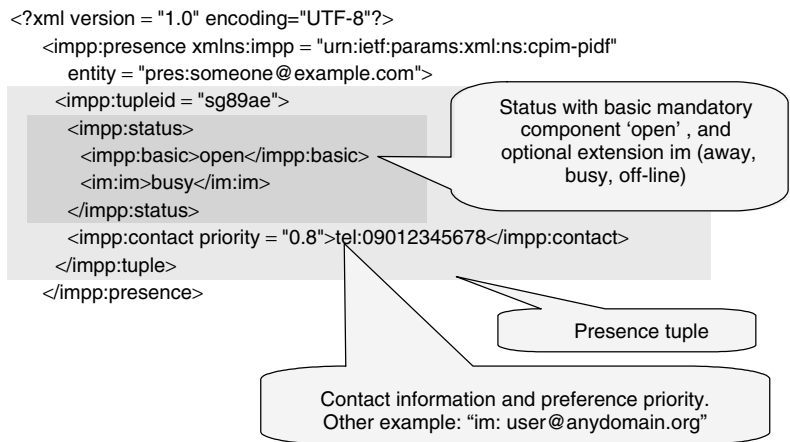 <?xml version = "1.0" encoding="UTF-8"?>
<impp:presence xmlns:impp = "urn:ietf:params:xml:ns:cpim-pidf"
entity = "pres:someone@example.com">
<impp:tupleid = "sg89ae">
<impp:status>
<impp:basic>open</impp:basic>
<im:im>busy</im:im>
</impp:status>
<impp:contact priority = "0.8">tel:09012345678</impp:contact>
</impp:tuple>
</impp:presence>
Status with basic mandatory
component ‘open’ , and
optional extension im (away,
busy, off-line)
Presence tuple
Contact information and preference priority.
Other example: “im: user@anydomain.org”